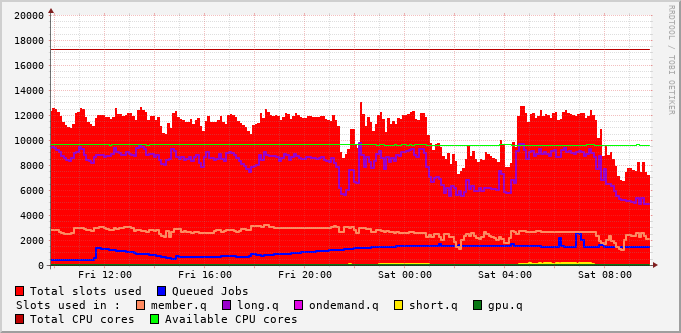 20000
18000
16000
14000
12000
10000
8000
6000
4000
2000
0
Fri 12:00 Fri 16:00 Fri 20:00 Sat 00:00 Sat 04:00 Sat 08:00
RRDTOOL / TOBI OETIKER
Total slots used Queued Jobs
Slots used in : member.q long.q ondemand.q short.q gpu.q
Total CPU cores Available CPU cores